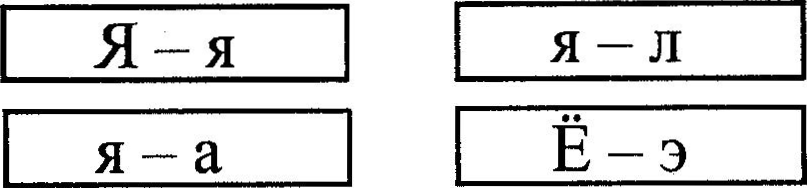 Я – я
я – л
я – а
Ё – э